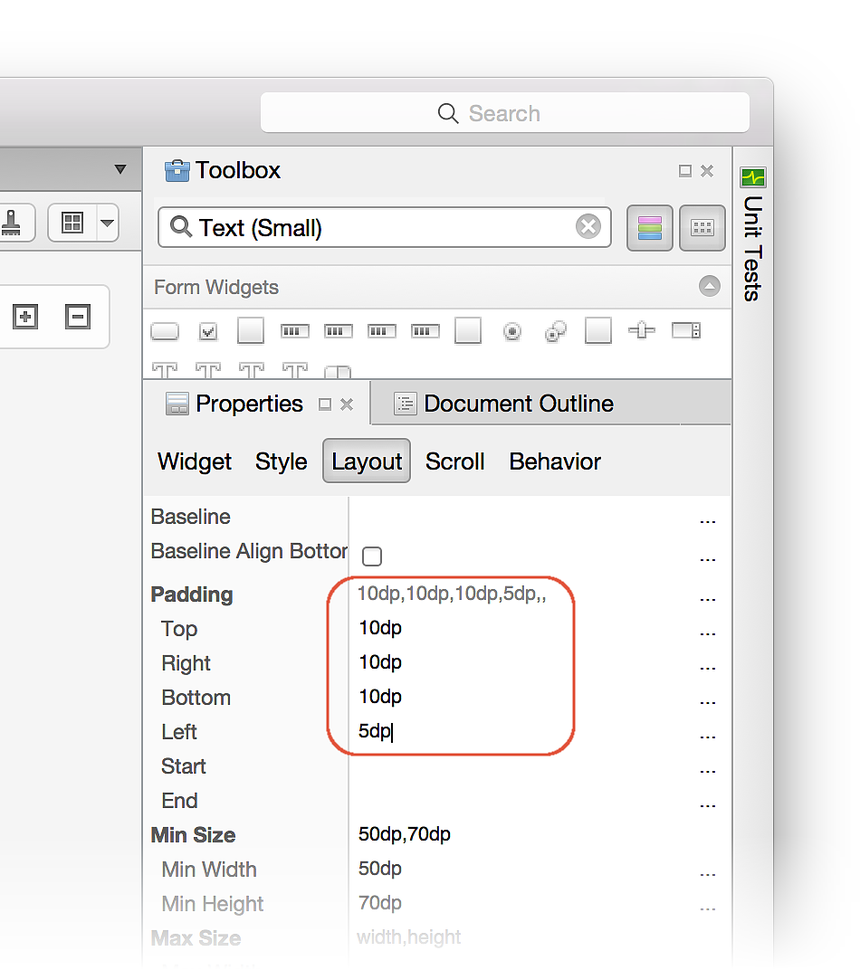 Search
Toolbox
Text (Small)
Unit Tests
Form Widgets
Properties
Document Outline
Widget Style Layout Scroll Behavior
Baseline ...
Baseline Align Bottor ...
Padding 10dp,10dp,10dp,5dp,, ...
Top 10dp ...
Right 10dp ...
Bottom 10dp ...
Left 5dp ...
Start ...
End ...
Min Size 50dp,70dp
Min Width 50dp ...
Min Height 70dp ...
Max Size width,height